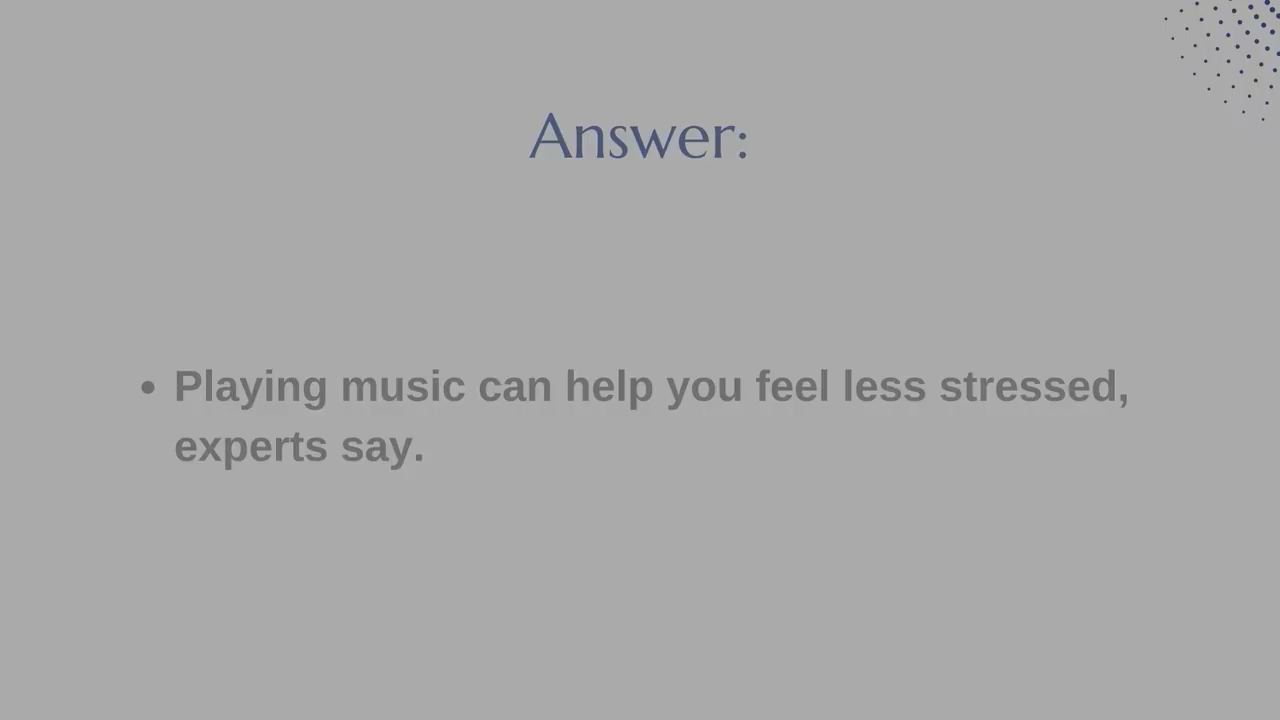 Answer:
• Playing music can help you feel less stressed,
experts say.